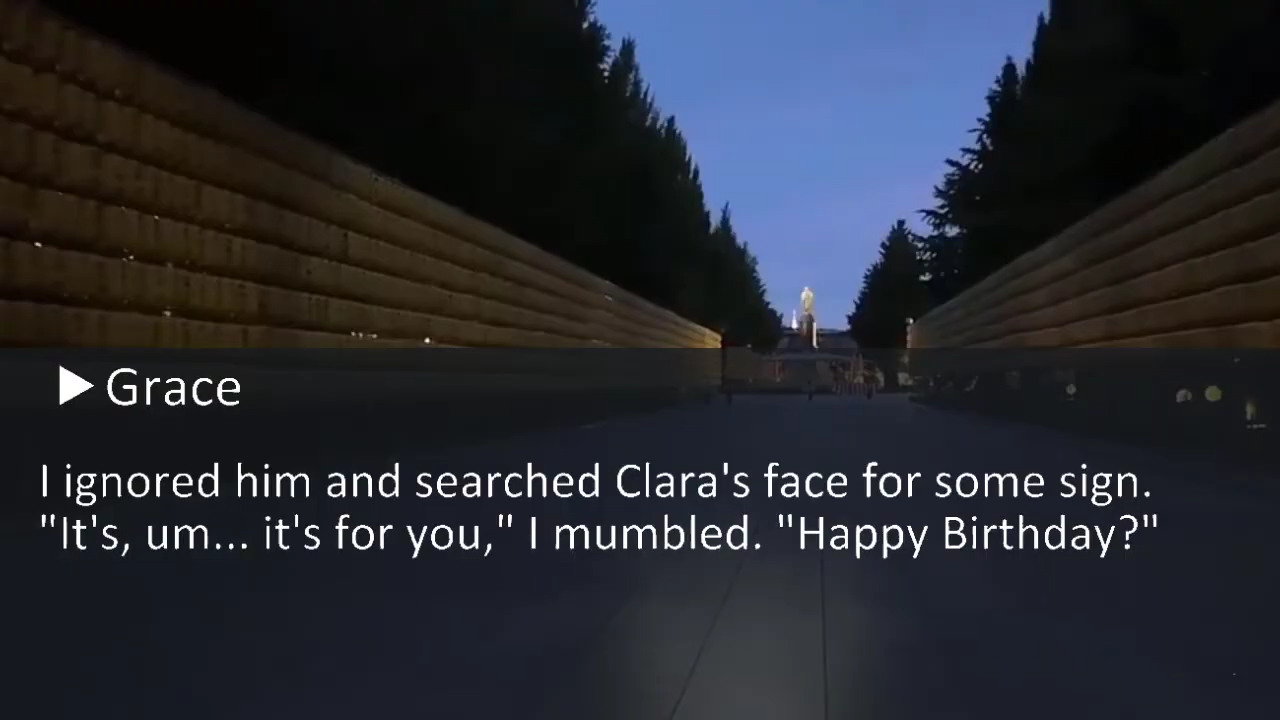 Grace
I ignored him and searched Clara's face for some sign.
"It's, um... it's for you," I mumbled. "Happy Birthday?"